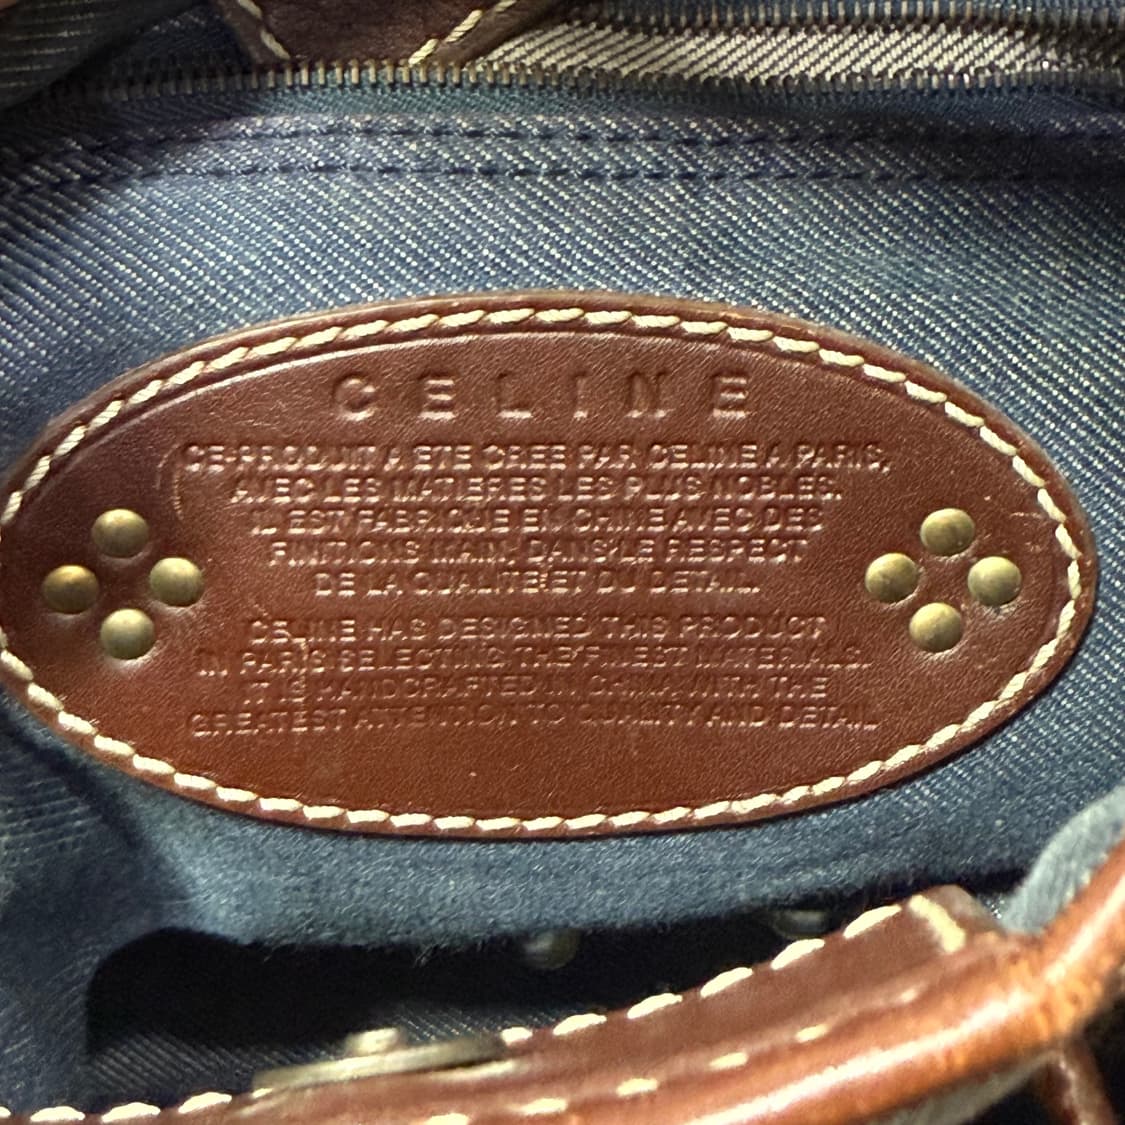 CELINE
CE PRODUIT A ETE CREE PAR CELINE A PARIS,
AVEC LES MATIERES LES PLUS NOBLES.
IL EST FABRIQUE EN CHINE AVEC DES
FINITIONS MAIN, DANS LE RESPECT
DE LA QUALITE ET DU DETAIL.
CELINE HAS DESIGNED THIS PRODUCT
IN PARIS SELECTING THE FINEST MATERIALS.
IT IS HANDCRAFTED IN CHINA WITH THE
GREATEST ATTENTION TO QUALITY AND DETAIL.